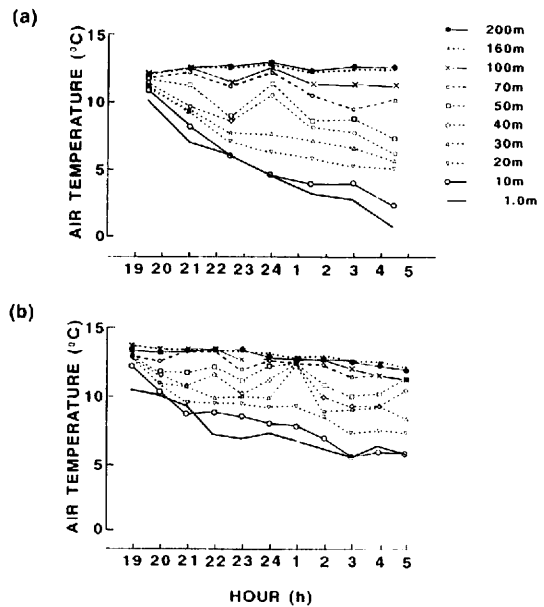 (a)
15
10
5
0
AIR TEMPERATURE (°C)
19 20 21 22 23 24 1 2 3 4 5
200m
160m
100m
70m
50m
40m
30m
20m
10m
1.0m
(b)
15
10
5
0
AIR TEMPERATURE (°C)
19 20 21 22 23 24 1 2 3 4 5
HOUR (h)